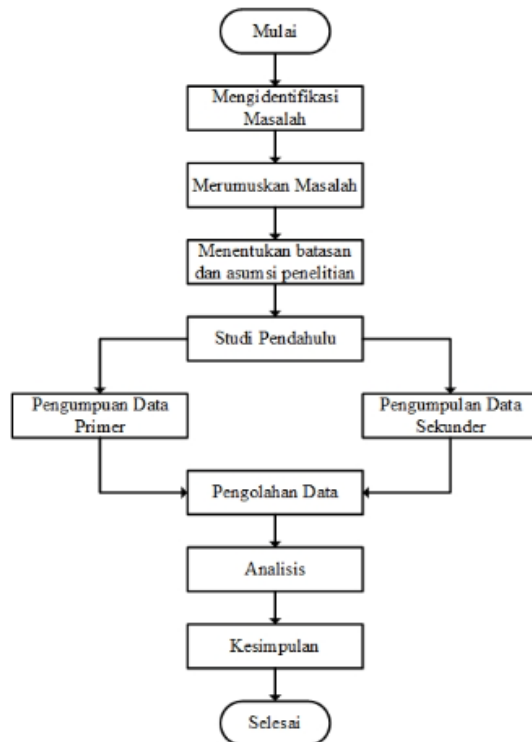 Mulai
Mengidentifikasi
Masalah
Merumuskan Masalah
Menentukan batasan
dan asumsi penelitian
Studi Pendahulu
Pengumpuan Data
Primer
Pengumpulan Data
Sekunder
Pengolahan Data
Analisis
Kesimpulan
Selesai